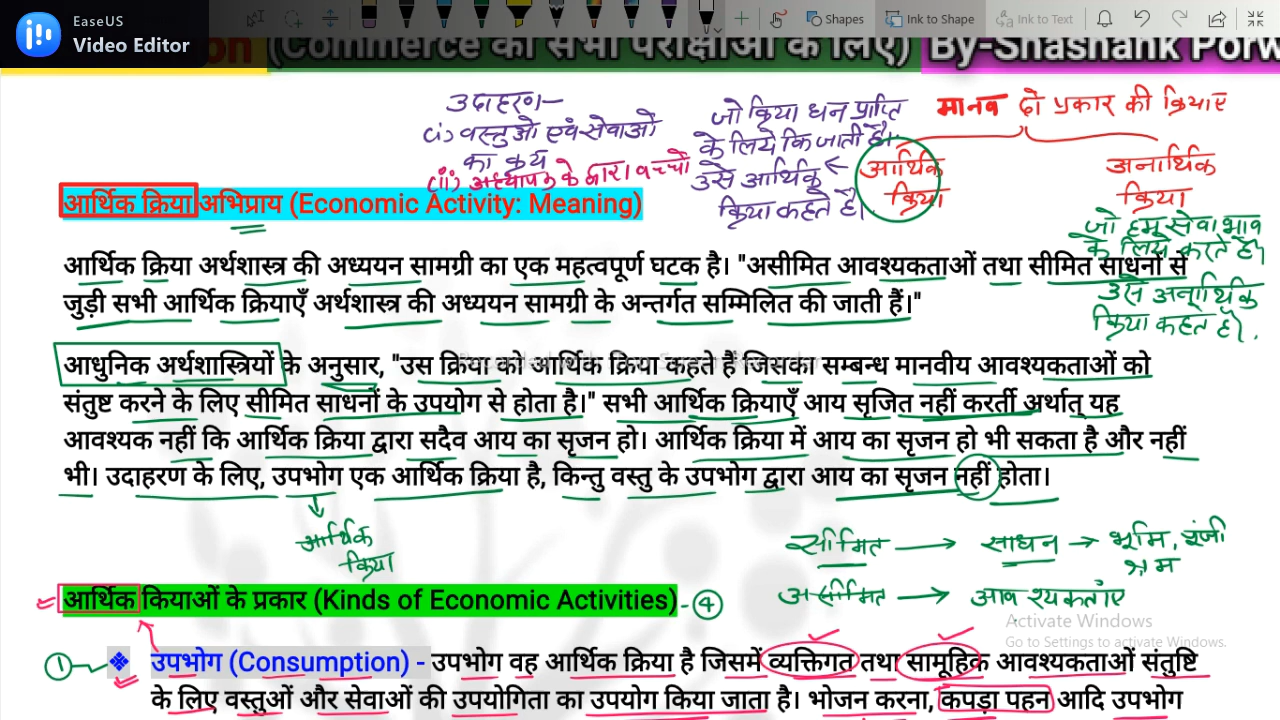 EaseUS
Video Editor
Shapes
Ink to Shape
Ink to Text
(Commerce की सभी परीक्षाओं के लिए) By-Shashank Porw
उदाहरण—
(i) वस्तुओ एवं सेवाओं
का क्रय
(ii) अध्यापक के द्वारा बच्चों
जो क्रिया धन प्राप्ति
के लिये कि जाती है।
उसे आर्थिक
क्रिया कहते है।
मानव दो प्रकार की क्रियाए
आर्थिक
क्रिया
अनार्थिक
क्रिया
जो हम सेवा भाव
के लिये करते है।
उसे अनार्थिक
क्रिया कहते है।
आर्थिक क्रिया अभिप्राय (Economic Activity: Meaning)
आर्थिक क्रिया अर्थशास्त्र की अध्ययन सामग्री का एक महत्वपूर्ण घटक है। "असीमित आवश्यकताओं तथा सीमित साधनों से
जुड़ी सभी आर्थिक क्रियाएँ अर्थशास्त्र की अध्ययन सामग्री के अन्तर्गत सम्मिलित की जाती हैं।"
आधुनिक अर्थशास्त्रियों के अनुसार, "उस क्रिया को आर्थिक क्रिया कहते हैं जिसका सम्बन्ध मानवीय आवश्यकताओं को
संतुष्ट करने के लिए सीमित साधनों के उपयोग से होता है।" सभी आर्थिक क्रियाएँ आय सृजित नहीं करर्ती अर्थात् यह
आवश्यक नहीं कि आर्थिक क्रिया द्वारा सदैव आय का सृजन हो। आर्थिक क्रिया में आय का सृजन हो भी सकता है और नहीं
भी। उदाहरण के लिए, उपभोग एक आर्थिक क्रिया है, किन्तु वस्तु के उपभोग द्वारा आय का सृजन नहीं होता।
आर्थिक
क्रिया
सीमित → साधन → भूमि, पूंजी
श्रम
असीमित → आवश्यकताएं
आर्थिक कियाओं के प्रकार (Kinds of Economic Activities) - 4
Activate Windows
Go to Settings to activate Windows.
1 ❖ उपभोग (Consumption) - उपभोग वह आर्थिक क्रिया है जिसमें व्यक्तिगत तथा सामूहिक आवश्यकताओं संतुष्टि
के लिए वस्तुओं और सेवाओं की उपयोगिता का उपयोग किया जाता है। भोजन करना, कपड़ा पहन आदि उपभोग